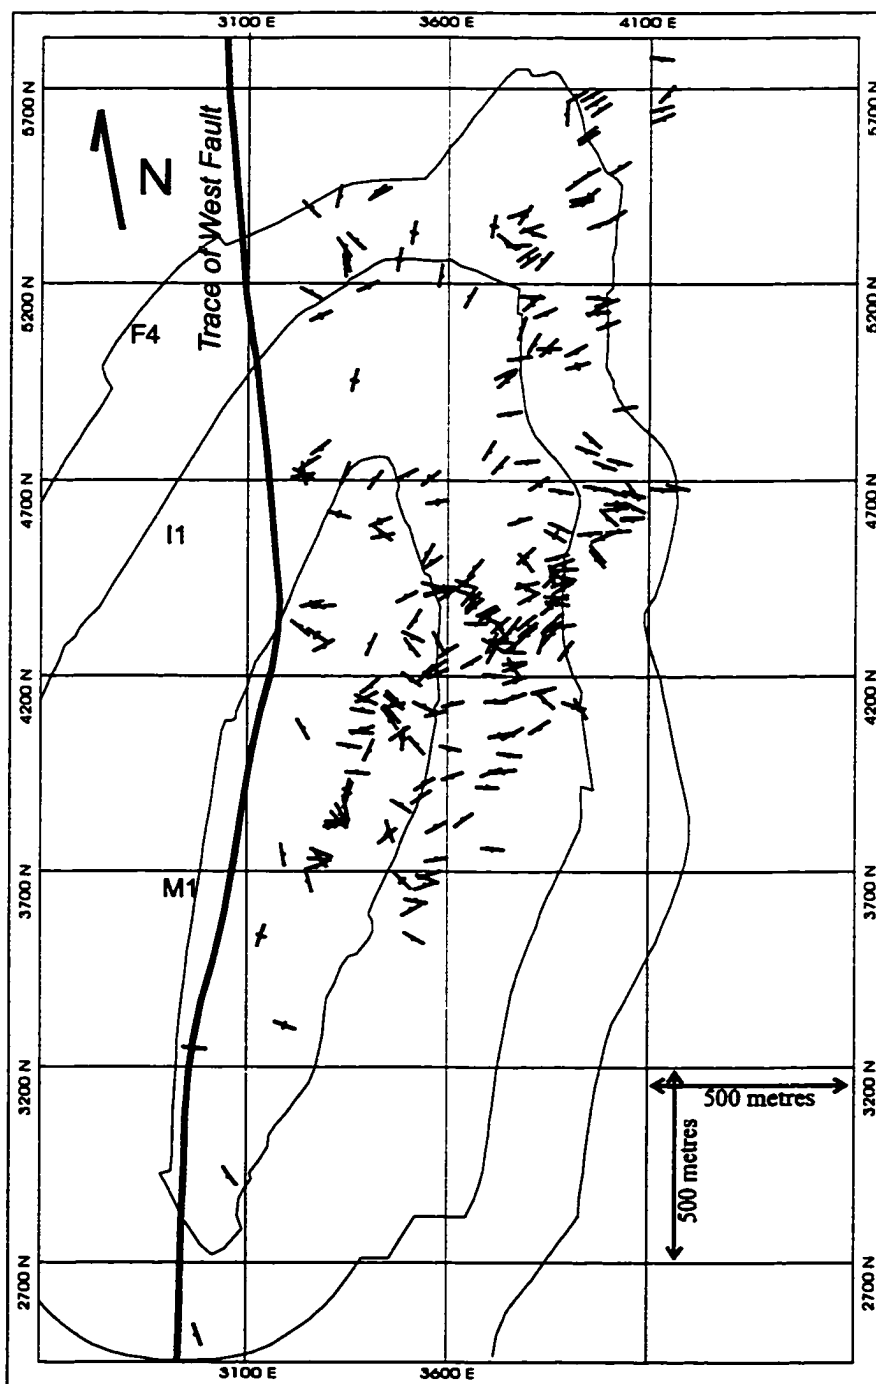 3100 E 3600 E 4100 E
5700 N 5700 N
N
Trace of West Fault
5200 N 5200 N
F4
4700 N 4700 N
I1
4200 N 4200 N
3700 N 3700 N
M1
3200 N 3200 N
500 metres
500 metres
2700 N 2700 N
3100 E 3600 E